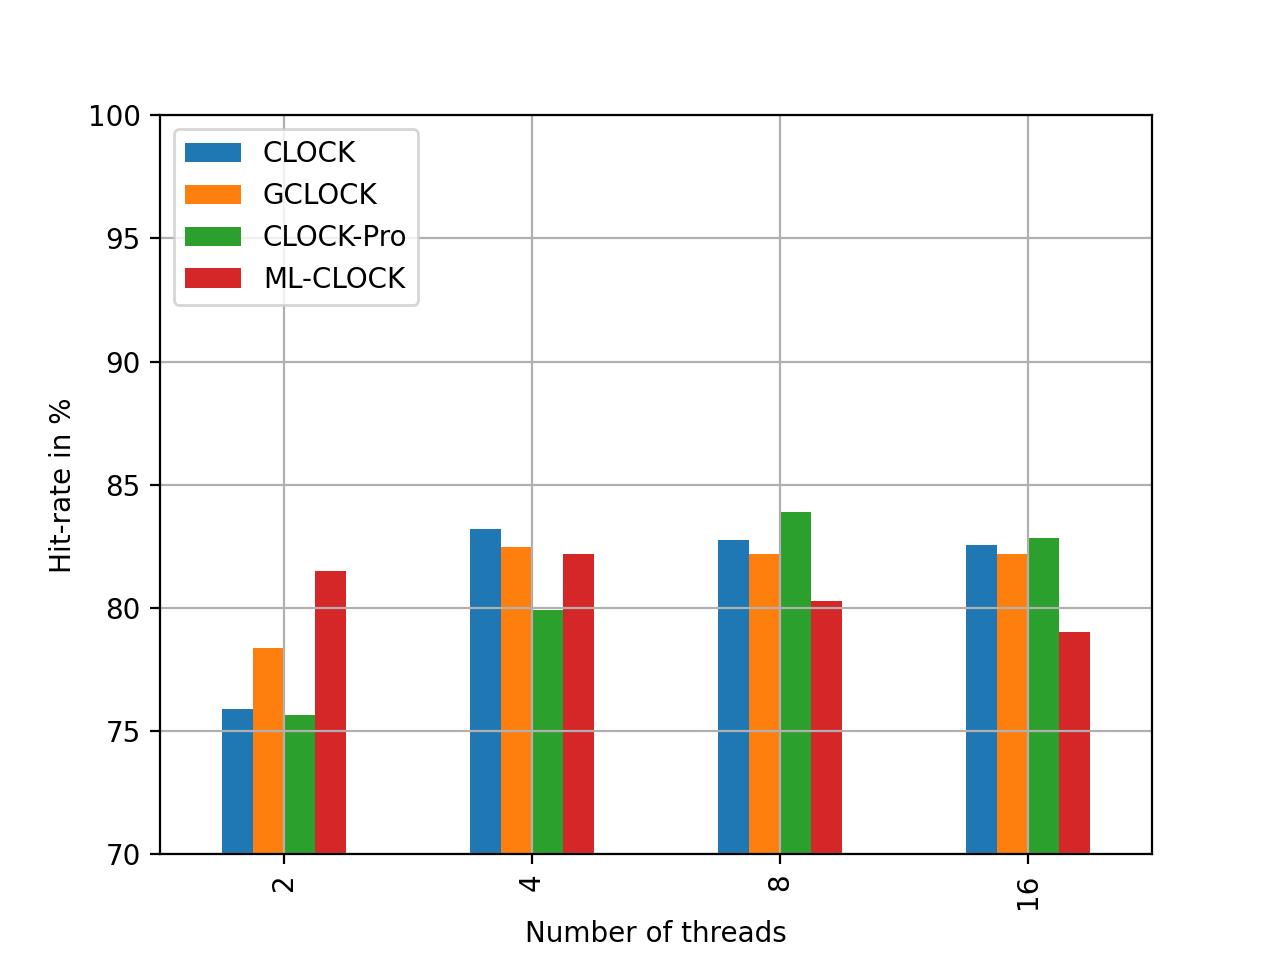 100
95
90
85
80
75
70
Hit-rate in %
CLOCK
GCLOCK
CLOCK-Pro
ML-CLOCK
2
4
8
16
Number of threads